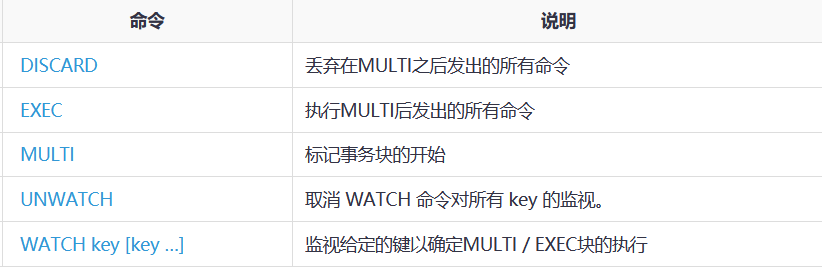 命令 说明
DISCARD 丢弃在MULTI之后发出的所有命令
EXEC 执行MULTI后发出的所有命令
MULTI 标记事务块的开始
UNWATCH 取消 WATCH 命令对所有 key 的监视。
WATCH key [key …] 监视给定的键以确定MULTI / EXEC块的执行